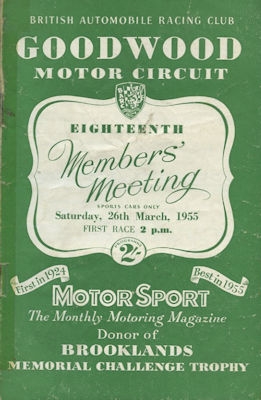 BRITISH AUTOMOBILE RACING CLUB
GOODWOOD
MOTOR CIRCUIT
EIGHTEENTH
Members'
Meeting
SPORTS CARS ONLY
Saturday, 26th March, 1955
FIRST RACE 2 p.m.
PROGRAMME
2/-
First in 1924
Best in 1955
MOTOR SPORT
The Monthly Motoring Magazine
Donor of
BROOKLANDS
MEMORIAL CHALLENGE TROPHY